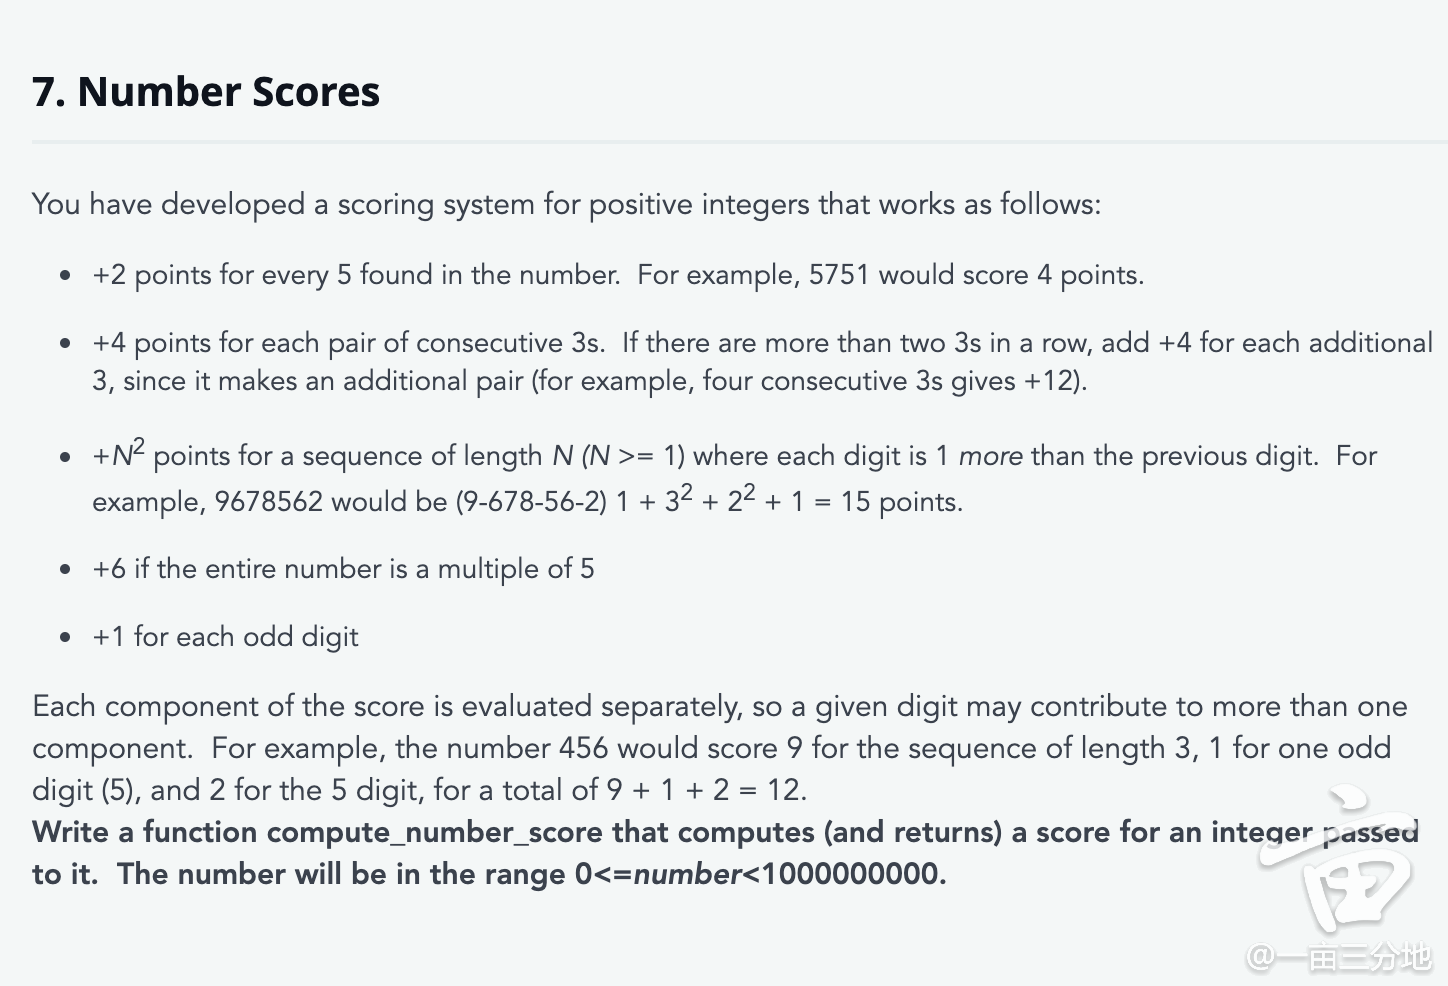 7. Number Scores
You have developed a scoring system for positive integers that works as follows:
• +2 points for every 5 found in the number.  For example, 5751 would score 4 points.
• +4 points for each pair of consecutive 3s.  If there are more than two 3s in a row, add +4 for each additional
3, since it makes an additional pair (for example, four consecutive 3s gives +12).
• +N² points for a sequence of length N (N >= 1) where each digit is 1 more than the previous digit.  For
example, 9678562 would be (9-678-56-2) 1 + 3² + 2² + 1 = 15 points.
• +6 if the entire number is a multiple of 5
• +1 for each odd digit
Each component of the score is evaluated separately, so a given digit may contribute to more than one
component.  For example, the number 456 would score 9 for the sequence of length 3, 1 for one odd
digit (5), and 2 for the 5 digit, for a total of 9 + 1 + 2 = 12.
Write a function compute_number_score that computes (and returns) a score for an integer passed
to it.  The number will be in the range 0<=number<1000000000.
亩
@一亩三分地